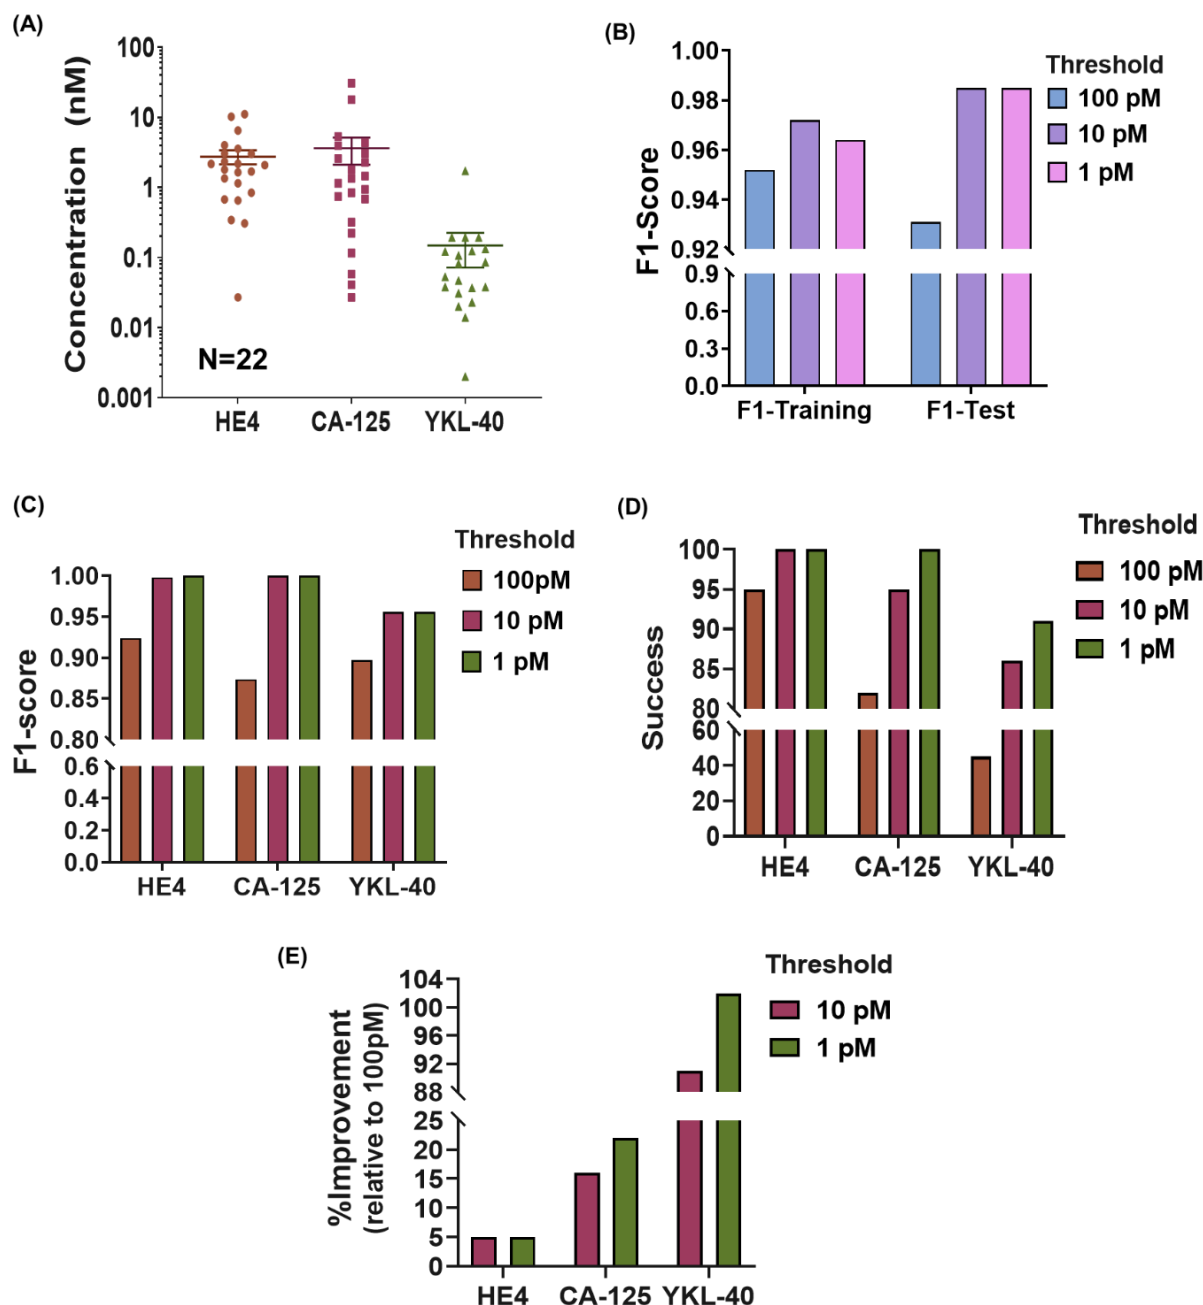 (A)
Concentration (nM)
100
10
1
0.1
0.01
0.001
N=22
HE4 CA-125 YKL-40
(B)
F1-Score
1.00
0.98
0.96
0.94
0.92
0.9
0.6
0.3
0.0
F1-Training F1-Test
Threshold
100 pM
10 pM
1 pM
(C)
F1-score
1.00
0.95
0.90
0.85
0.80
0.6
0.4
0.2
0.0
HE4 CA-125 YKL-40
Threshold
100pM
10 pM
1 pM
(D)
Success
100
95
90
85
80
60
40
20
0
HE4 CA-125 YKL-40
Threshold
100 pM
10 pM
1 pM
(E)
%Improvement
(relative to 100pM)
104
100
96
92
88
25
20
15
10
5
0
HE4 CA-125 YKL-40
Threshold
10 pM
1 pM